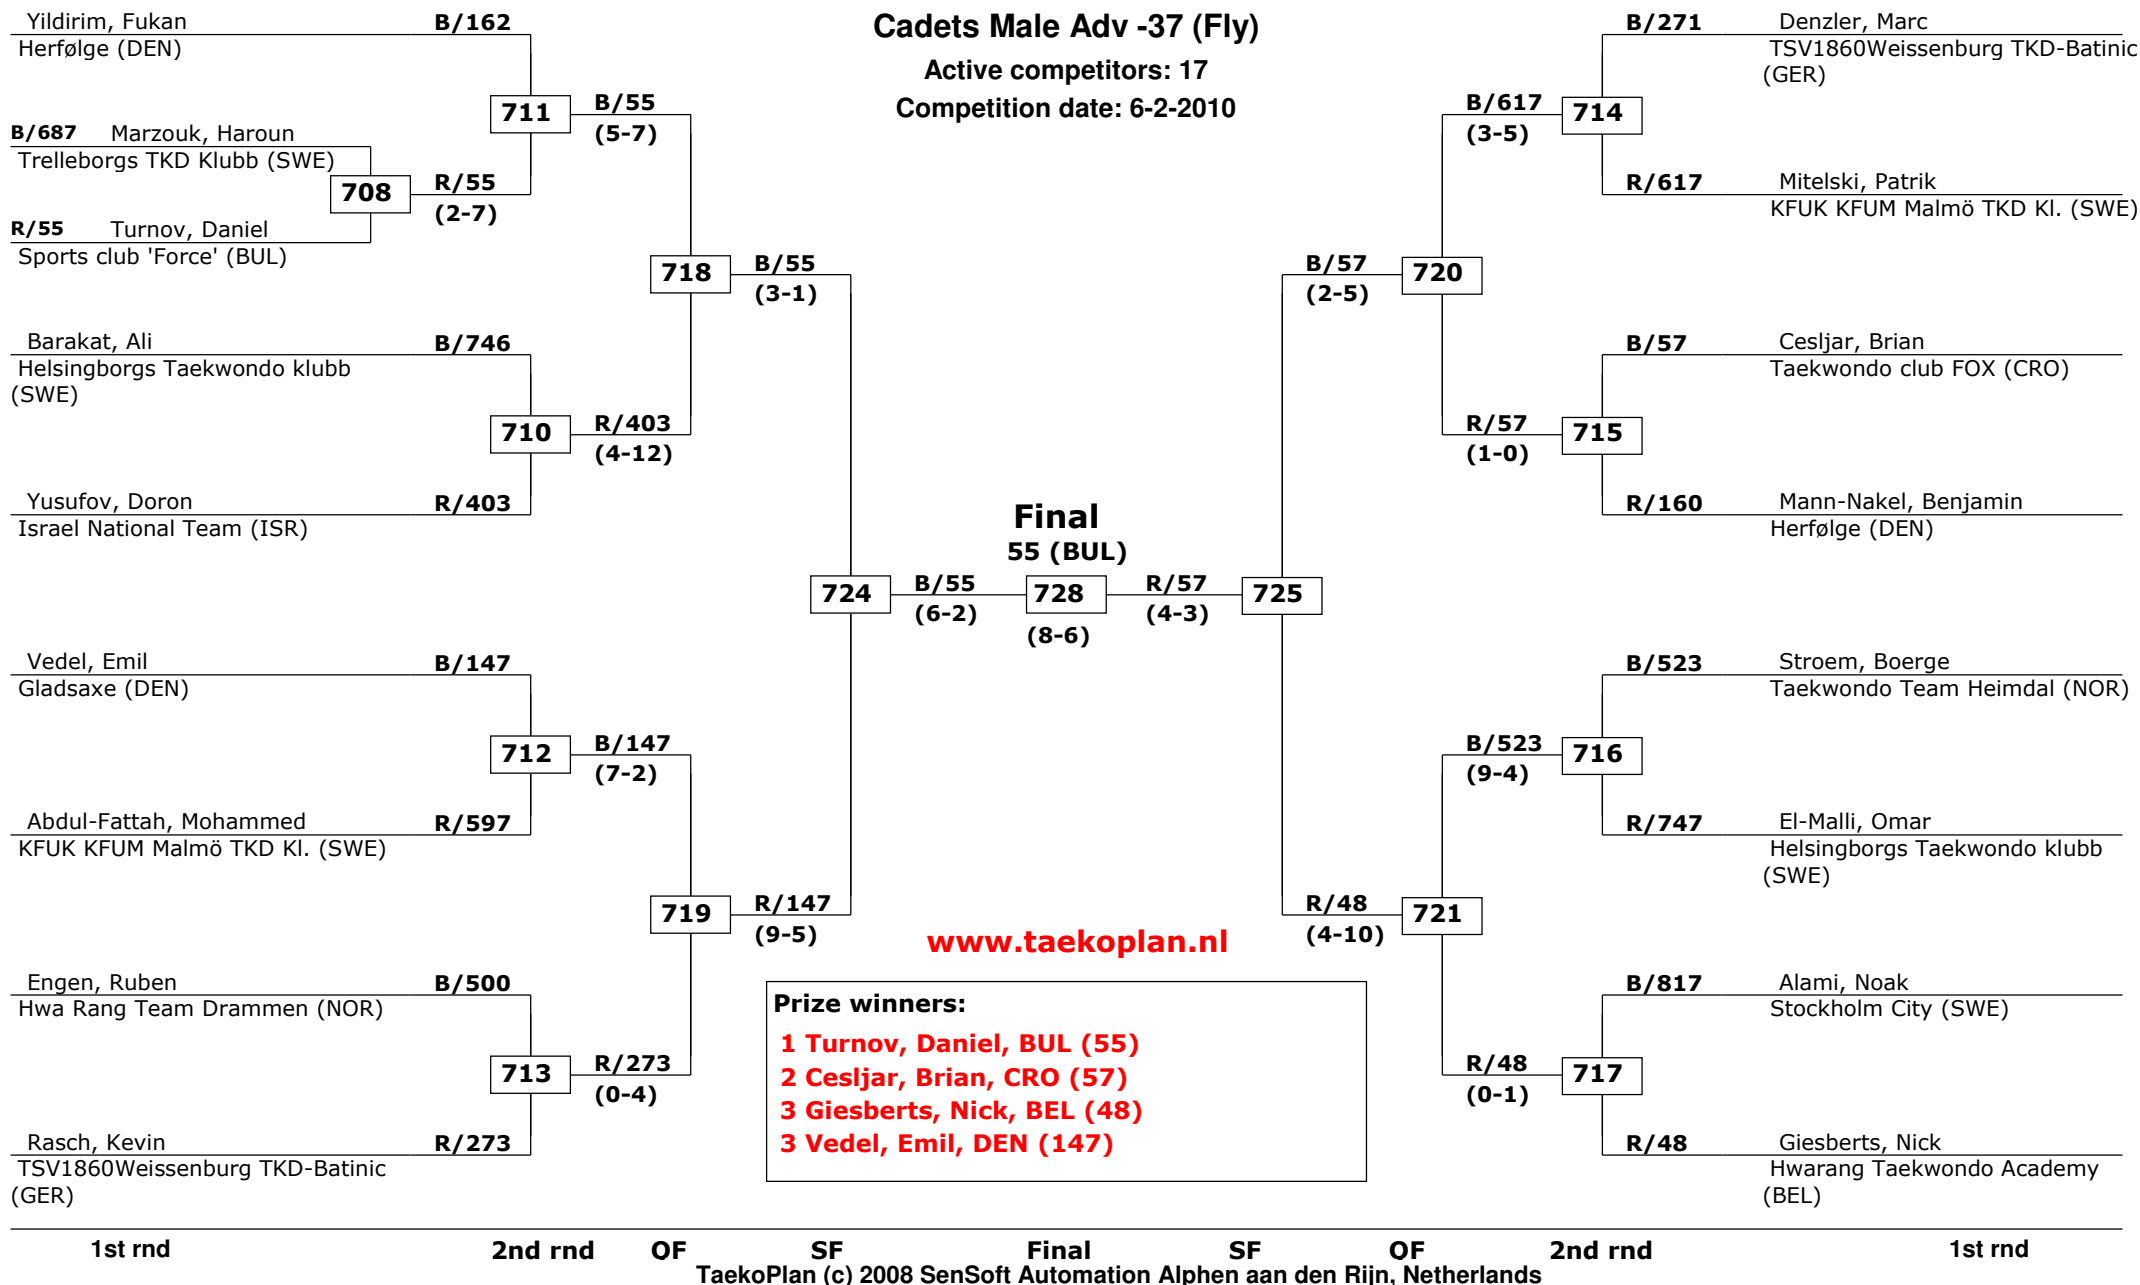 Cadets Male Adv -37 (Fly)
Active competitors: 17
Competition date: 6-2-2010
Yildirim, Fukan B/162
Herfølge (DEN)
B/687 Marzouk, Haroun
Trelleborgs TKD Klubb (SWE)
708
R/55
(2-7)
R/55 Turnov, Daniel
Sports club 'Force' (BUL)
711
B/55
(5-7)
Barakat, Ali B/746
Helsingborgs Taekwondo klubb
(SWE)
710
R/403
(4-12)
Yusufov, Doron R/403
Israel National Team (ISR)
718
B/55
(3-1)
Vedel, Emil B/147
Gladsaxe (DEN)
712
B/147
(7-2)
Abdul-Fattah, Mohammed R/597
KFUK KFUM Malmö TKD Kl. (SWE)
719
R/147
(9-5)
Engen, Ruben B/500
Hwa Rang Team Drammen (NOR)
713
R/273
(0-4)
Rasch, Kevin R/273
TSV1860Weissenburg TKD-Batinic
(GER)
724
B/55
(6-2)
Final
55 (BUL)
728
(8-6)
R/57
(4-3)
725
B/271 Denzler, Marc
TSV1860Weissenburg TKD-Batinic
(GER)
B/617
(3-5)
714
R/617 Mitelski, Patrik
KFUK KFUM Malmö TKD Kl. (SWE)
B/57
(2-5)
720
B/57 Cesljar, Brian
Taekwondo club FOX (CRO)
R/57
(1-0)
715
R/160 Mann-Nakel, Benjamin
Herfølge (DEN)
B/523 Stroem, Boerge
Taekwondo Team Heimdal (NOR)
B/523
(9-4)
716
R/747 El-Malli, Omar
Helsingborgs Taekwondo klubb
(SWE)
R/48
(4-10)
721
B/817 Alami, Noak
Stockholm City (SWE)
R/48
(0-1)
717
R/48 Giesberts, Nick
Hwarang Taekwondo Academy
(BEL)
www.taekoplan.nl
Prize winners:
1 Turnov, Daniel, BUL (55)
2 Cesljar, Brian, CRO (57)
3 Giesberts, Nick, BEL (48)
3 Vedel, Emil, DEN (147)
1st rnd 2nd rnd QF SF Final SF QF 2nd rnd 1st rnd
TaekoPlan (c) 2008 SenSoft Automation Alphen aan den Rijn, Netherlands